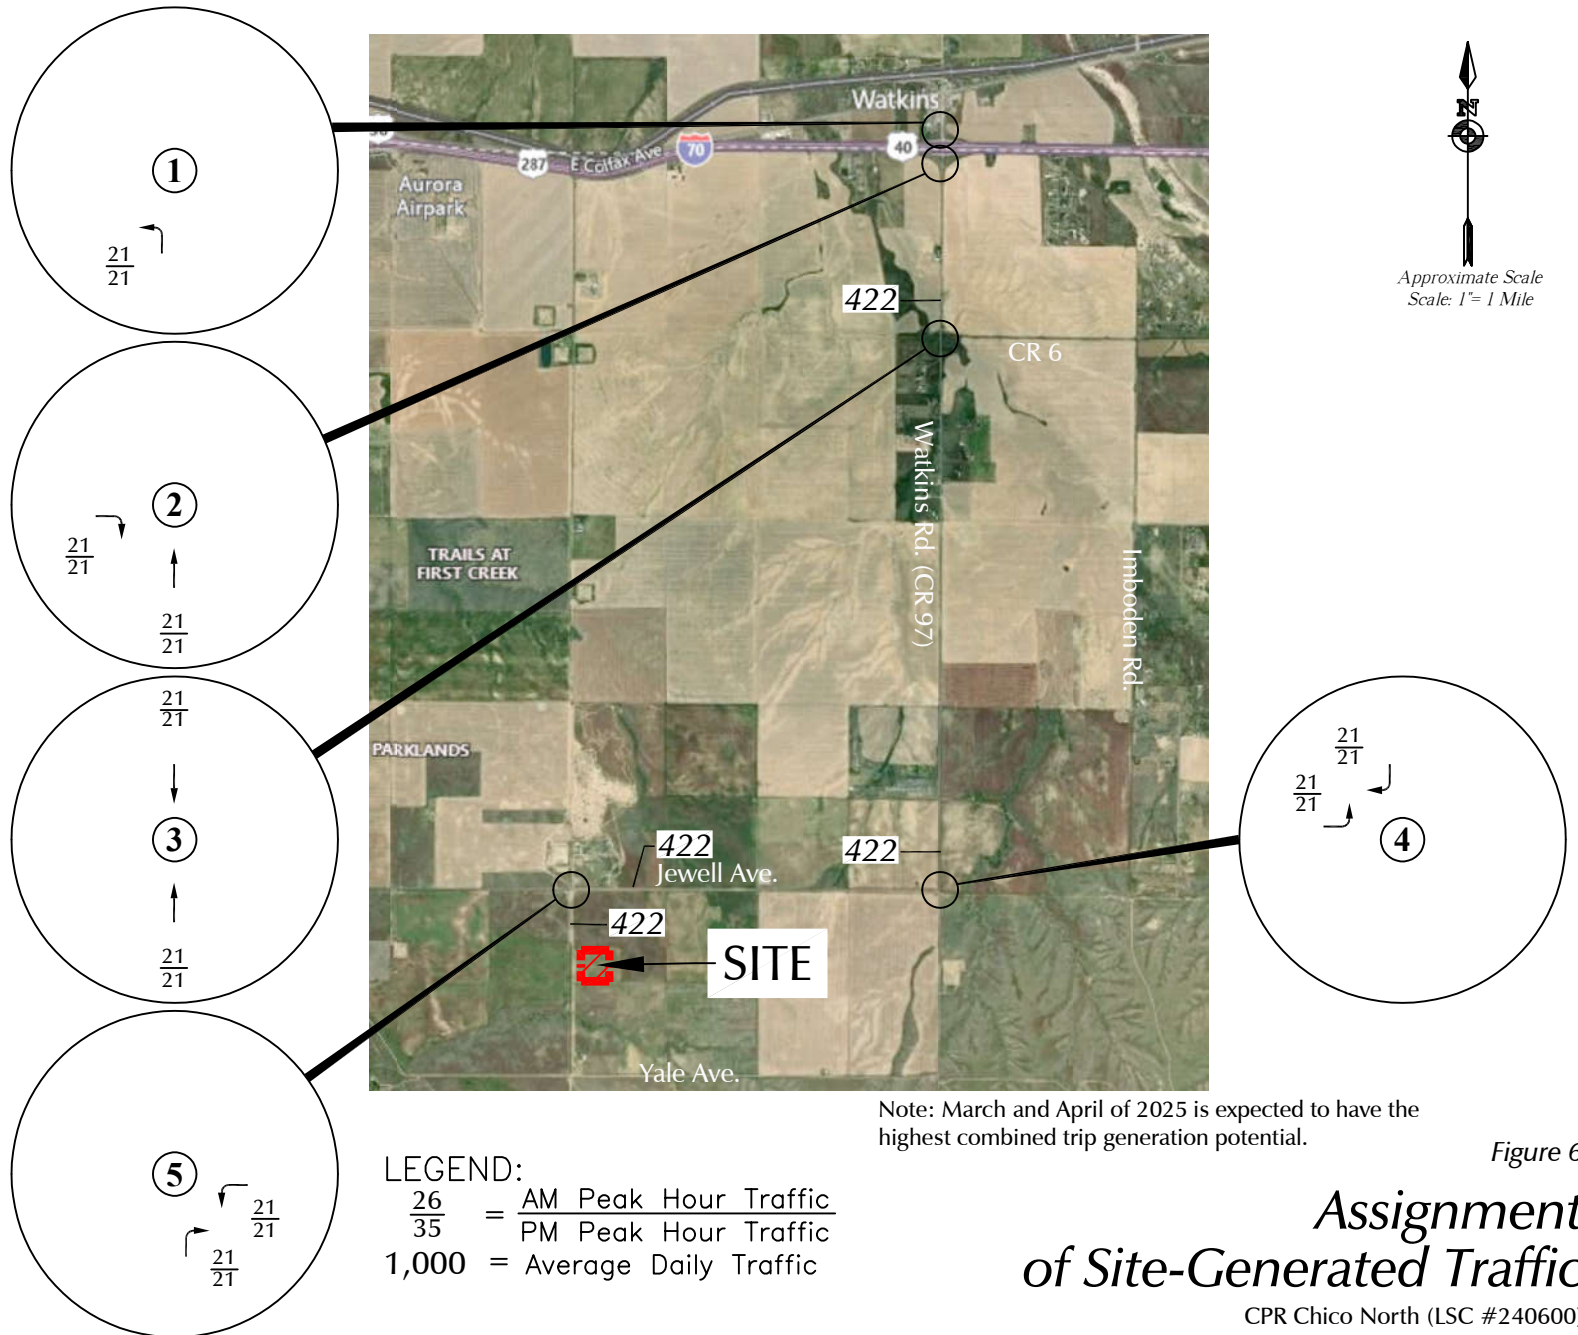 1
21
21
2
21
21
21
21
3
21
21
21
21
4
21
21
21
21
5
21
21
21
21
Watkins
287
E Colfax Ave
70
40
Aurora
Airpark
422
CR 6
Watkins Rd. (CR 97)
Imboden Rd.
TRAILS AT
FIRST CREEK
PARKLANDS
422
Jewell Ave.
422
422
SITE
Yale Ave.
N
Approximate Scale
Scale: 1"= 1 Mile
Note: March and April of 2025 is expected to have the
highest combined trip generation potential.
LEGEND:
26
35
= AM Peak Hour Traffic
PM Peak Hour Traffic
1,000 = Average Daily Traffic
Figure 6
Assignment
of Site-Generated Traffic
CPR Chico North (LSC #240600)